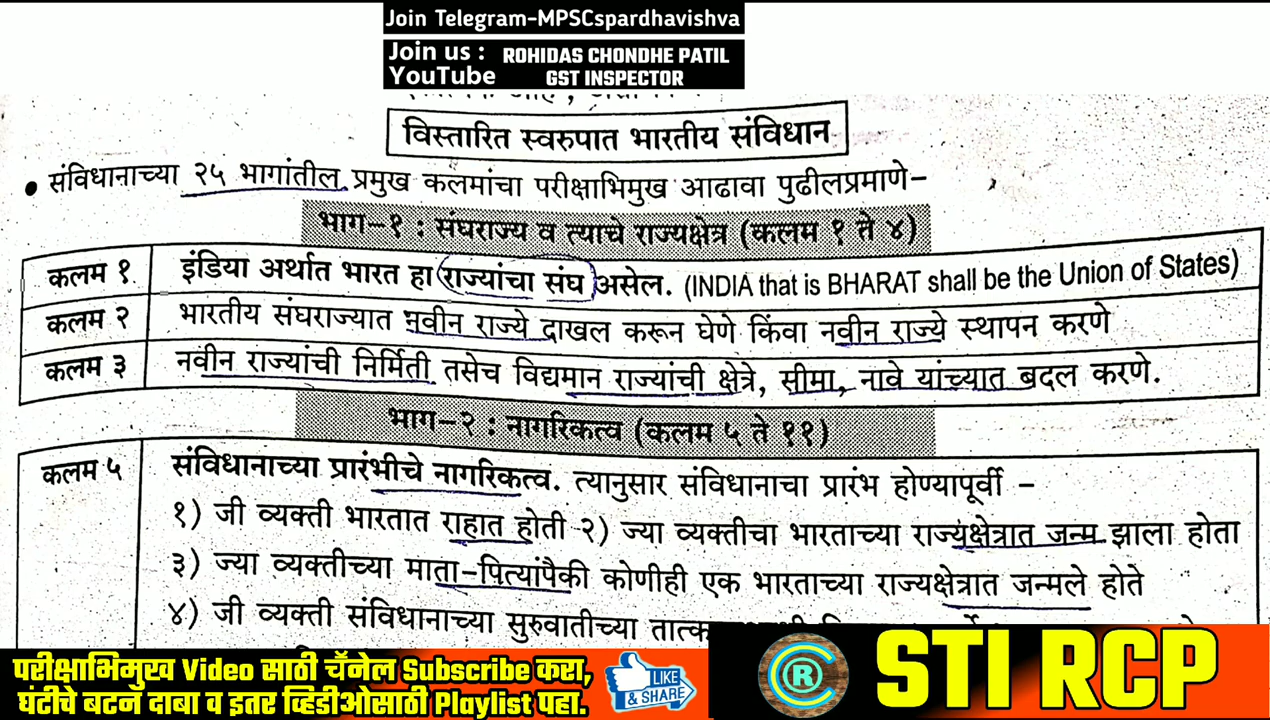 Join Telegram-MPSCspardhavishva
Join us : ROHIDAS CHONDHE PATIL
YouTube GST INSPECTOR
विस्तारित स्वरुपात भारतीय संविधान
• संविधानाच्या २५ भागांतील प्रमुख कलमांचा परीक्षाभिमुख आढावा पुढीलप्रमाणे–
भाग-१ : संघराज्य व त्याचे राज्यक्षेत्र (कलम १ ते ४)
कलम १ इंडिया अर्थात भारत हा राज्यांचा संघ असेल. (INDIA that is BHARAT shall be the Union of States)
कलम २ भारतीय संघराज्यात नवीन राज्ये दाखल करून घेणे किंवा नवीन राज्ये स्थापन करणे
कलम ३ नवीन राज्यांची निर्मिती तसेच विद्यमान राज्यांची क्षेत्रे, सीमा, नावे यांच्यात बदल करणे.
भाग-२ : नागरिकत्व (कलम ५ ते ११)
कलम ५ संविधानाच्या प्रारंभीचे नागरिकत्व. त्यानुसार संविधानाचा प्रारंभ होण्यापूर्वी –
१) जी व्यक्ती भारतात राहात होती २) ज्या व्यक्तीचा भारताच्या राज्यक्षेत्रात जन्म झाला होता
३) ज्या व्यक्तीच्या माता-पित्यांपैकी कोणीही एक भारताच्या राज्यक्षेत्रात जन्मले होते
४) जी व्यक्ती संविधानाच्या सुरुवातीच्या
परीक्षाभिमुख Video साठी चॅनेल Subscribe करा,
घंटीचे बटन दाबा व इतर व्हिडीओसाठी Playlist पहा.
LIKE
& SHARE
R
STI RCP